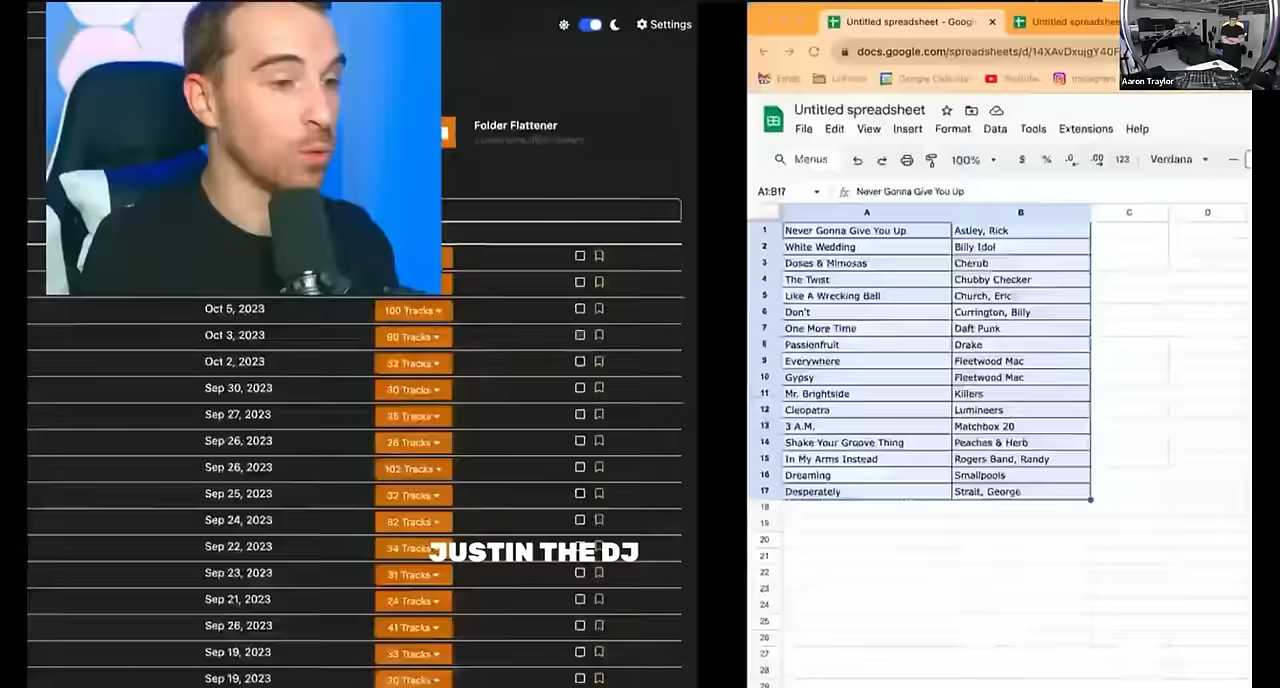 Settings
Folder Flattener
Oct 5, 2023 100 Tracks
Oct 3, 2023 80 Tracks
Oct 2, 2023 32 Tracks
Sep 30, 2023 30 Tracks
Sep 27, 2023 35 Tracks
Sep 26, 2023 26 Tracks
Sep 26, 2023 102 Tracks
Sep 25, 2023 32 Tracks
Sep 24, 2023 82 Tracks
Sep 22, 2023 34 Tracks
JUSTIN THE DJ
Sep 23, 2023 31 Tracks
Sep 21, 2023 24 Tracks
Sep 26, 2023 41 Tracks
Sep 19, 2023 33 Tracks
Sep 19, 2023 30 Tracks
Untitled spreadsheet - Google
Untitled spreadsheet
docs.google.com/spreadsheets/d/14XAvDxujgY40F
Email Google Calendar YouTube Instagram
Aaron Traylor
Untitled spreadsheet
File Edit View Insert Format Data Tools Extensions Help
Menus 100% $ % .0 .00 123 Verdana
A1:B17 fx Never Gonna Give You Up
A B C D
1 Never Gonna Give You Up Astley, Rick
2 White Wedding Billy Idol
3 Doses & Mimosas Cherub
4 The Twist Chubby Checker
5 Like A Wrecking Ball Church, Eric
6 Don't Currington, Billy
7 One More Time Daft Punk
8 Passionfruit Drake
9 Everywhere Fleetwood Mac
10 Gypsy Fleetwood Mac
11 Mr. Brightside Killers
12 Cleopatra Lumineers
13 3 A.M. Matchbox 20
14 Shake Your Groove Thing Peaches & Herb
15 In My Arms Instead Rogers Band, Randy
16 Dreaming Smallpools
17 Desperately Strait, George
18
19
20
21
22
23
24
25
26
27
28
29